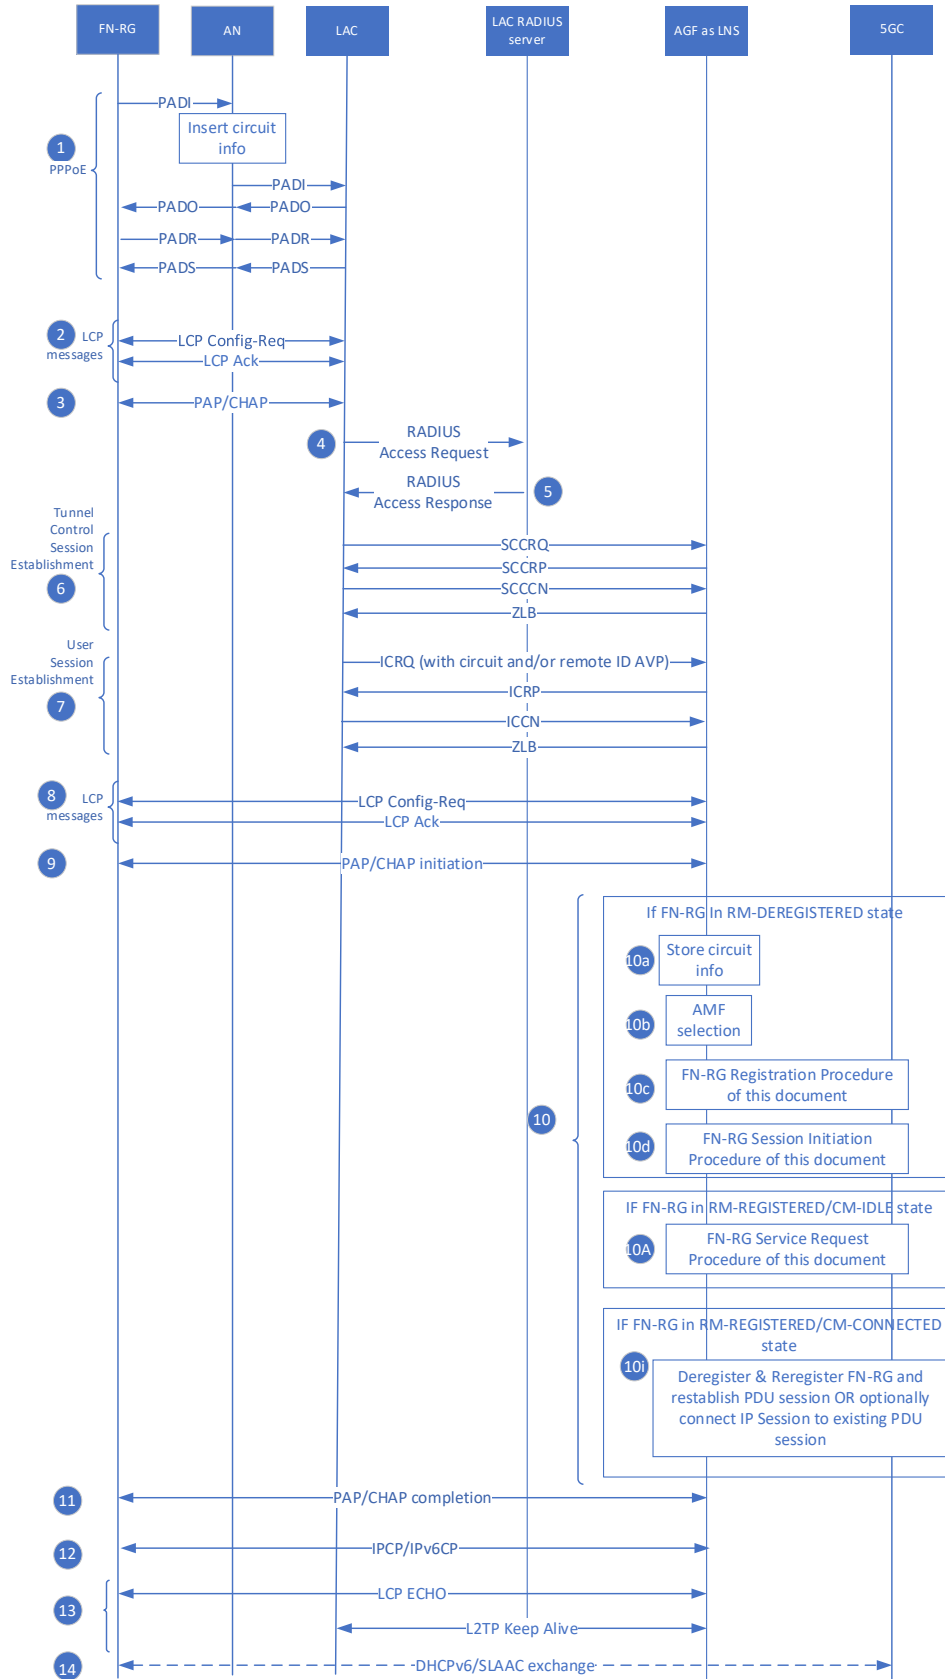 FN-RG
AN
LAC
LAC RADIUS
server
AGF as LNS
5GC
PADI
Insert circuit
info
1
PPPoE
PADI
PADO
PADO
PADR
PADR
PADS
PADS
2
LCP
messages
LCP Config-Req
LCP Ack
3
PAP/CHAP
4
RADIUS
Access Request
RADIUS
Access Response
5
Tunnel
Control
Session
Establishment
6
SCCRQ
SCCRP
SCCCN
ZLB
User
Session
Establishment
7
ICRQ (with circuit and/or remote ID AVP)
ICRP
ICCN
ZLB
8
LCP
messages
LCP Config-Req
LCP Ack
9
PAP/CHAP initiation
10
If FN-RG In RM-DEREGISTERED state
10a
Store circuit
info
10b
AMF
selection
10c
FN-RG Registration Procedure
of this document
10d
FN-RG Session Initiation
Procedure of this document
IF FN-RG in RM-REGISTERED/CM-IDLE state
10A
FN-RG Service Request
Procedure of this document
IF FN-RG in RM-REGISTERED/CM-CONNECTED
state
10i
Deregister & Reregister FN-RG and
restablish PDU session OR optionally
connect IP Session to existing PDU
session
11
PAP/CHAP completion
12
IPCP/IPv6CP
13
LCP ECHO
L2TP Keep Alive
14
DHCPv6/SLAAC exchange